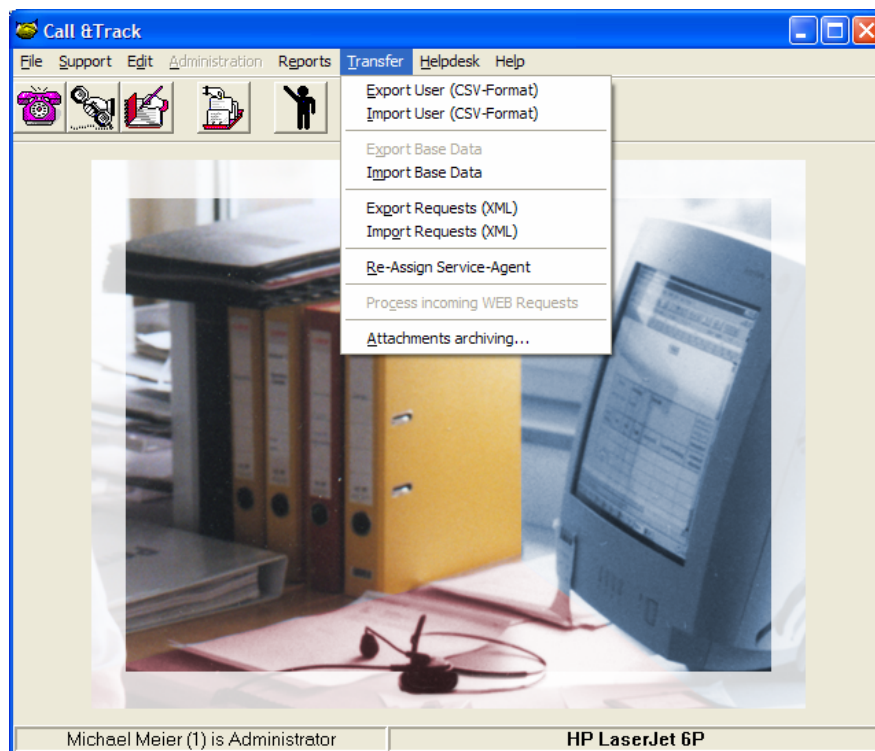 Call &Track
File Support Edit Administration Reports Transfer Helpdesk Help
Export User (CSV-Format)
Import User (CSV-Format)
Export Base Data
Import Base Data
Export Requests (XML)
Import Requests (XML)
Re-Assign Service-Agent
Process incoming WEB Requests
Attachments archiving...
Michael Meier (1) is Administrator
HP LaserJet 6P